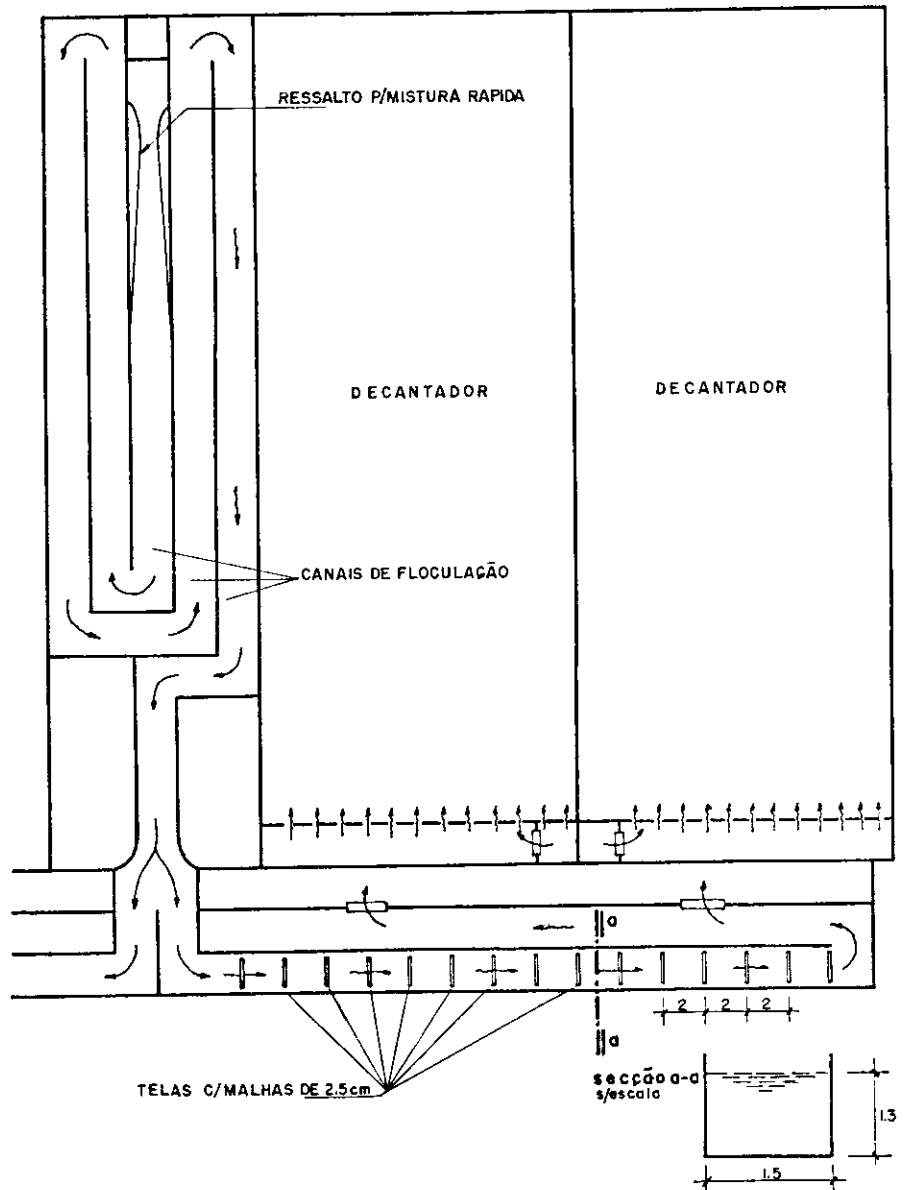 RESSALTO P/MISTURA RAPIDA
DECANTADOR
DECANTADOR
CANAIS DE FLOCULAÇÃO
a
2
2
2
a
TELAS C/MALHAS DE 2.5cm
secção a-a
s/escala
1.3
1.5